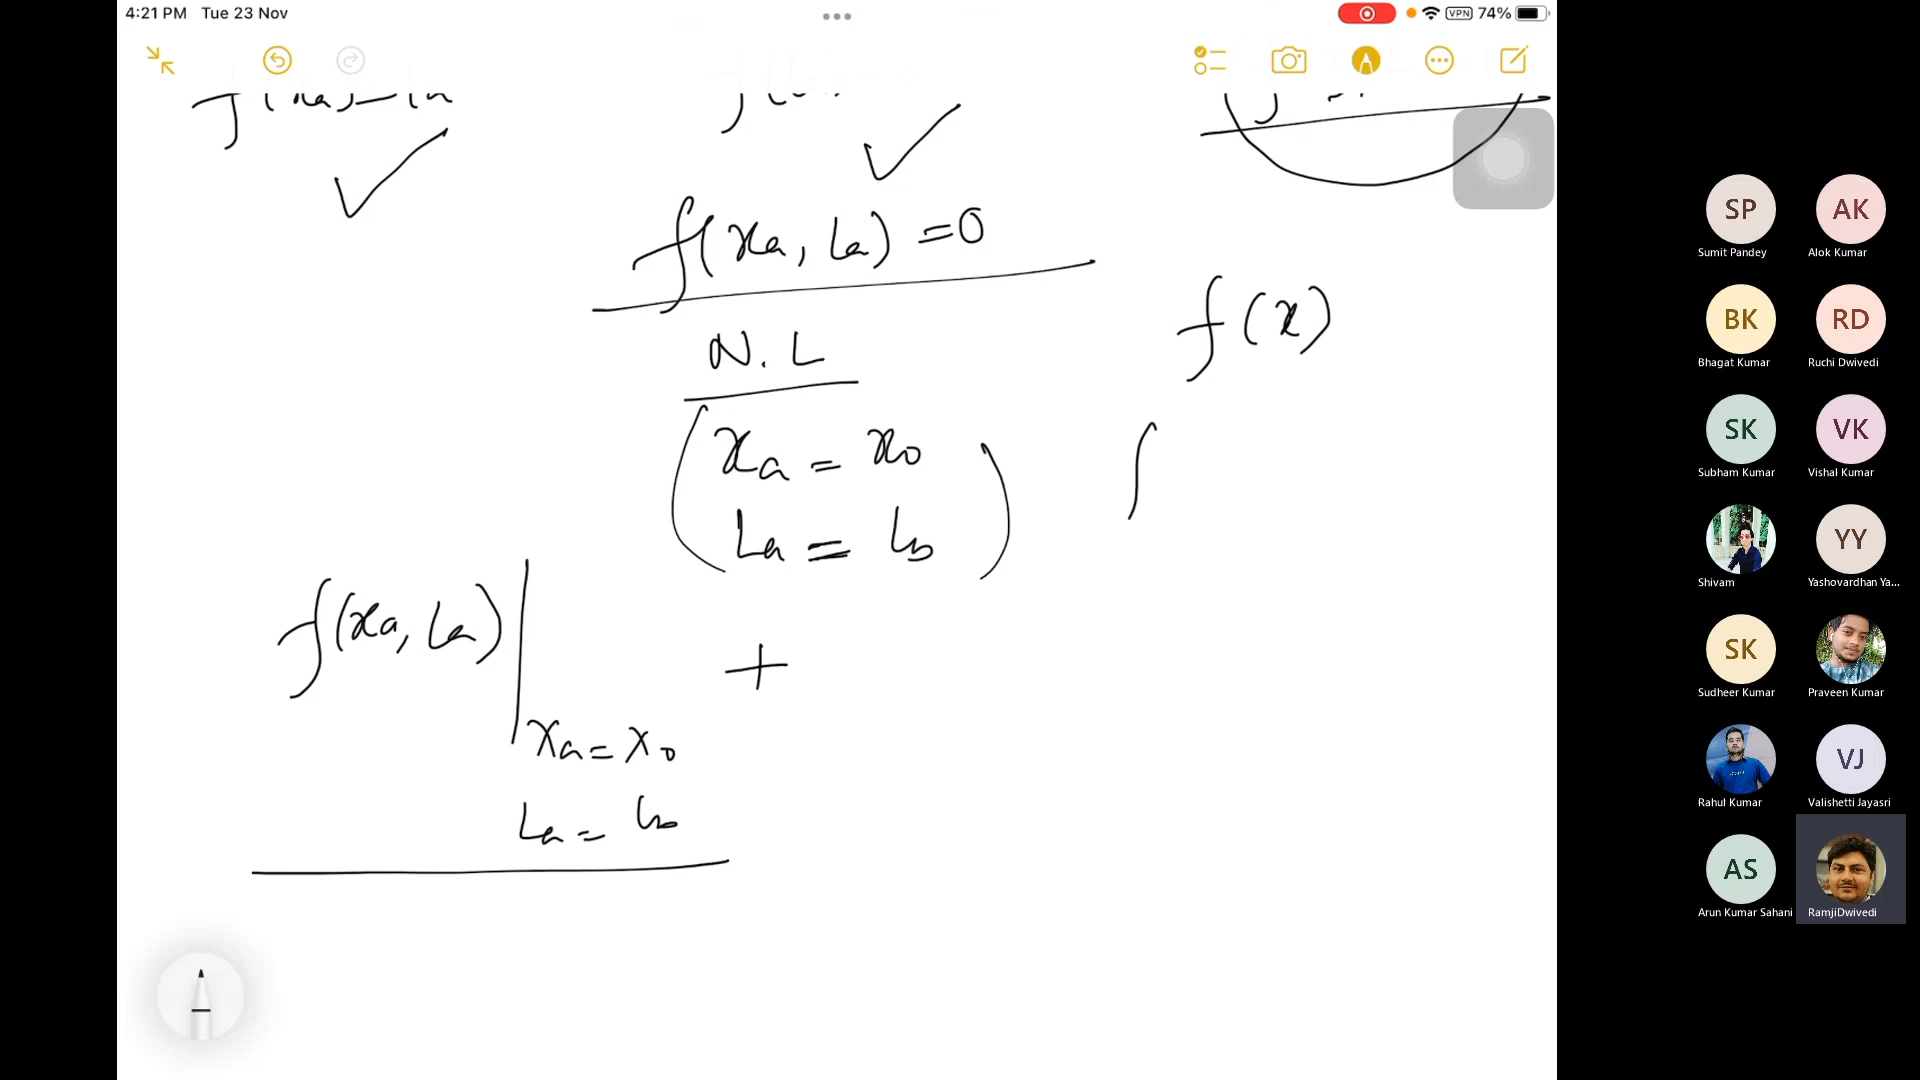 4:21 PM Tue 23 Nov
VPN 74%
f(xa, La) = 0
N. L
f(x)
xa = x0
La = L0
f(xa, La)
+
xa = x0
La = L0
SP
AK
Sumit Pandey
Alok Kumar
BK
RD
Bhagat Kumar
Ruchi Dwivedi
SK
VK
Subham Kumar
Vishal Kumar
YY
Shivam
Yashovardhan Ya...
SK
Sudheer Kumar
Praveen Kumar
VJ
Rahul Kumar
Valishetti Jayasri
AS
Arun Kumar Sahani
RamjiDwivedi